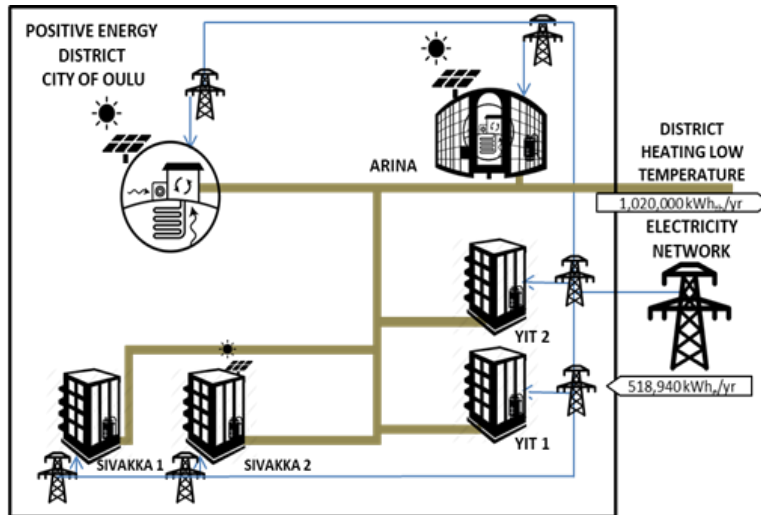 POSITIVE ENERGY
DISTRICT
CITY OF OULU
ARINA
DISTRICT
HEATING LOW
TEMPERATURE
1,020,000 kWhth/yr
ELECTRICITY
NETWORK
YIT 2
518,940 kWhe/yr
YIT 1
SIVAKKA 1
SIVAKKA 2